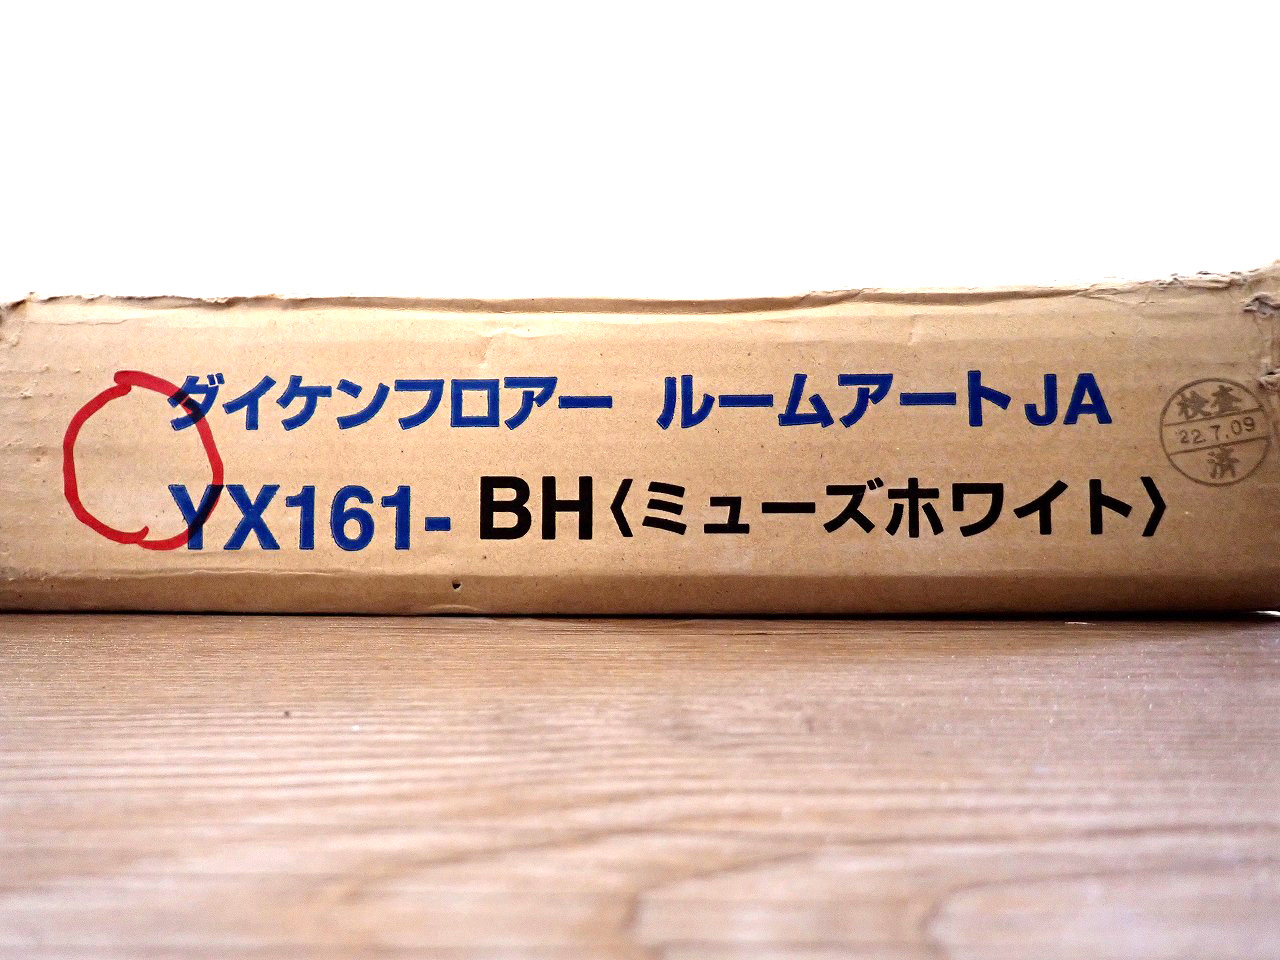 ダイケンフロアー ルームアートJA
YX161- BH〈ミューズホワイト〉
検査
22.7.09
済